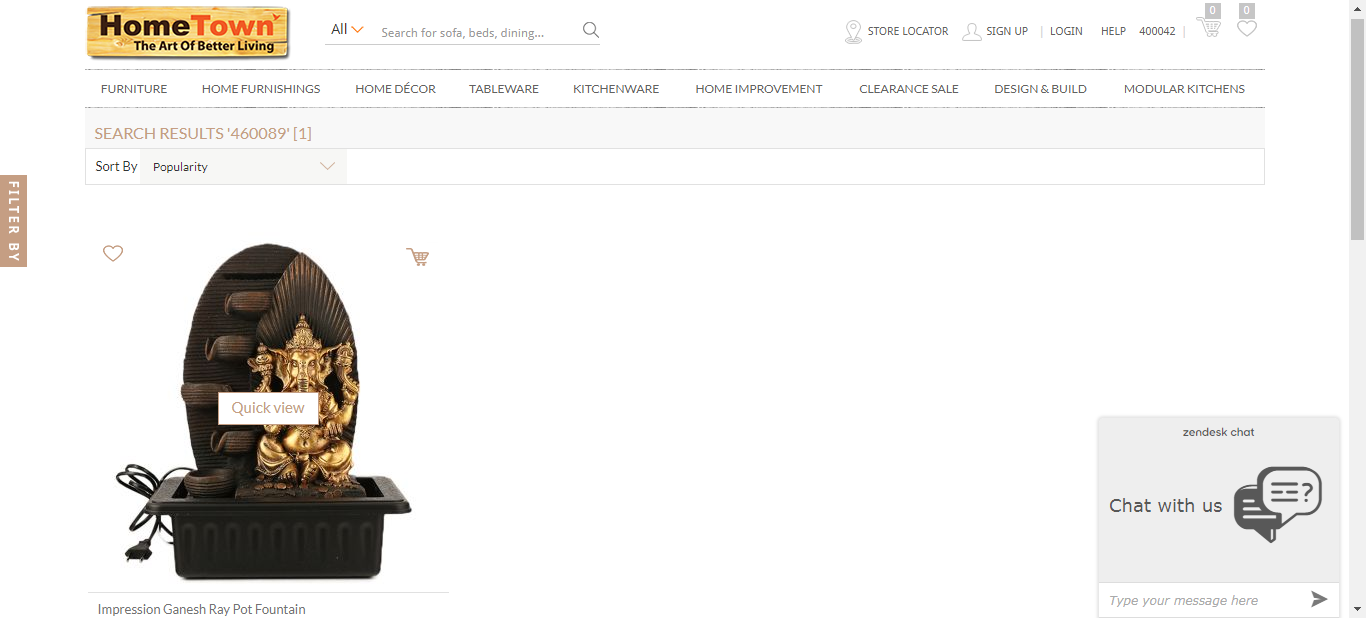 HomeTown
The Art Of Better Living
All
Search for sofa, beds, dining...
STORE LOCATOR
SIGN UP
| LOGIN
HELP
400042 |
0
0
FURNITURE
HOME FURNISHINGS
HOME DÉCOR
TABLEWARE
KITCHENWARE
HOME IMPROVEMENT
CLEARANCE SALE
DESIGN & BUILD
MODULAR KITCHENS
SEARCH RESULTS '460089' [1]
Sort By
Popularity
FILTER BY
Quick view
Impression Ganesh Ray Pot Fountain
zendesk chat
Chat with us
?
Type your message here